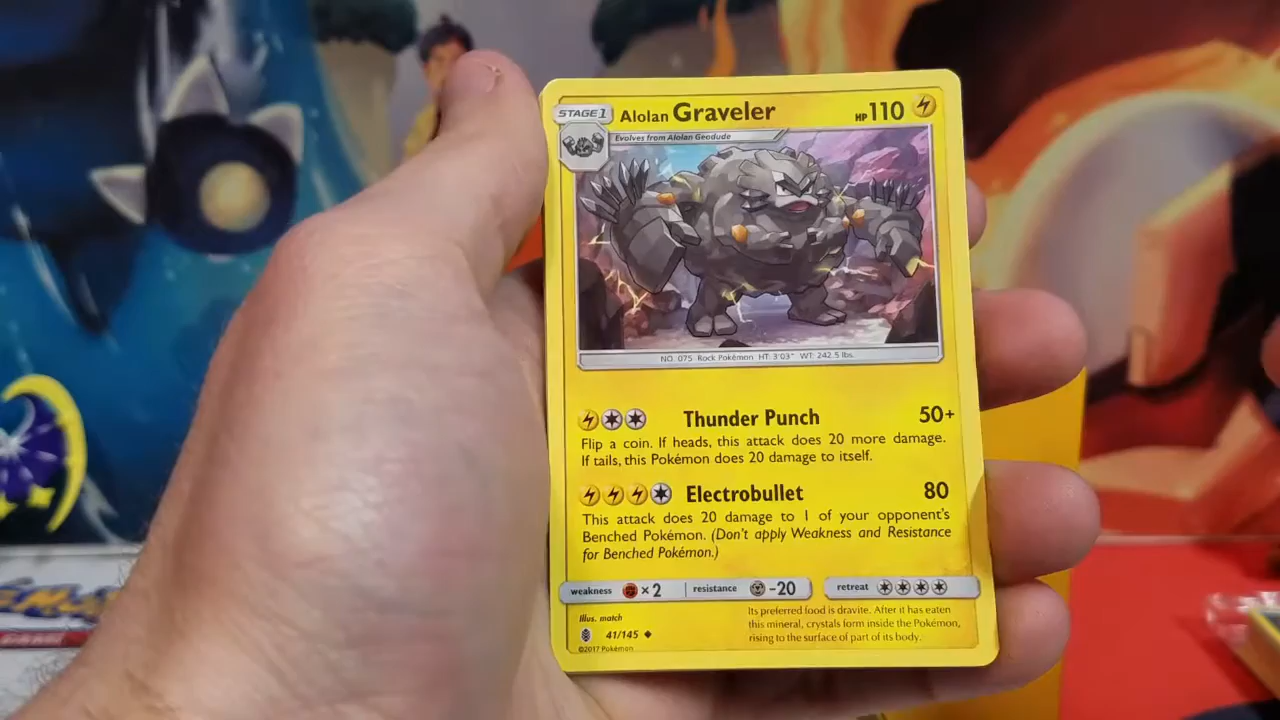 STAGE 1
Alolan Graveler
HP 110
Evolves from Alolan Geodude
NO. 075 Rock Pokémon HT: 3'03" WT: 242.5 lbs.
Thunder Punch 50+
Flip a coin. If heads, this attack does 20 more damage.
If tails, this Pokémon does 20 damage to itself.
Electrobullet 80
This attack does 20 damage to 1 of your opponent's
Benched Pokémon. (Don't apply Weakness and Resistance
for Benched Pokémon.)
weakness ×2 resistance -20 retreat
Illus. match
41/145
©2017 Pokémon
Its preferred food is dravite. After it has eaten
this mineral, crystals form inside the Pokémon,
rising to the surface of part of its body.